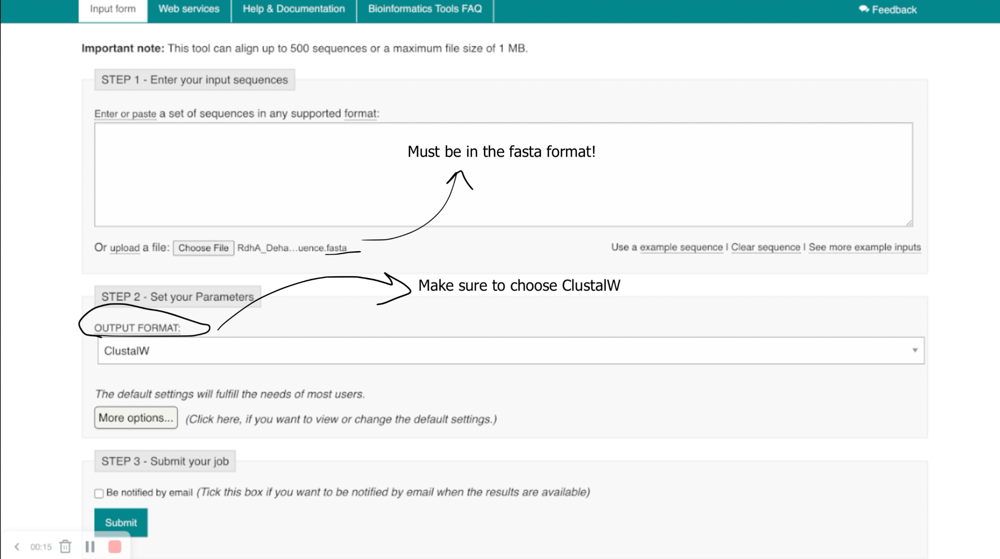 Input form
Web services
Help & Documentation
Bioinformatics Tools FAQ
Feedback
Important note: This tool can align up to 500 sequences or a maximum file size of 1 MB.
STEP 1 - Enter your input sequences
Enter or paste a set of sequences in any supported format:
Must be in the fasta format!
Or upload a file: Choose File RdhA_Deha...uence.fasta
Use a example sequence | Clear sequence | See more example inputs
Make sure to choose ClustalW
STEP 2 - Set your Parameters
OUTPUT FORMAT:
ClustalW
The default settings will fulfill the needs of most users.
More options... (Click here, if you want to view or change the default settings.)
STEP 3 - Submit your job
Be notified by email (Tick this box if you want to be notified by email when the results are available)
Submit
00:15